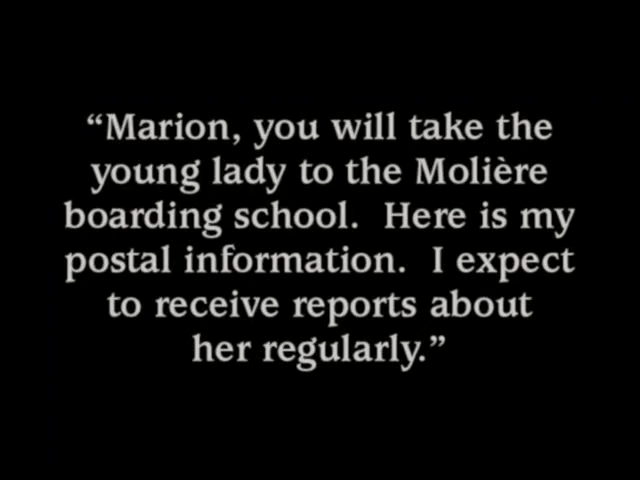 “Marion, you will take the
young lady to the Molière
boarding school.  Here is my
postal information.  I expect
to receive reports about
her regularly.”